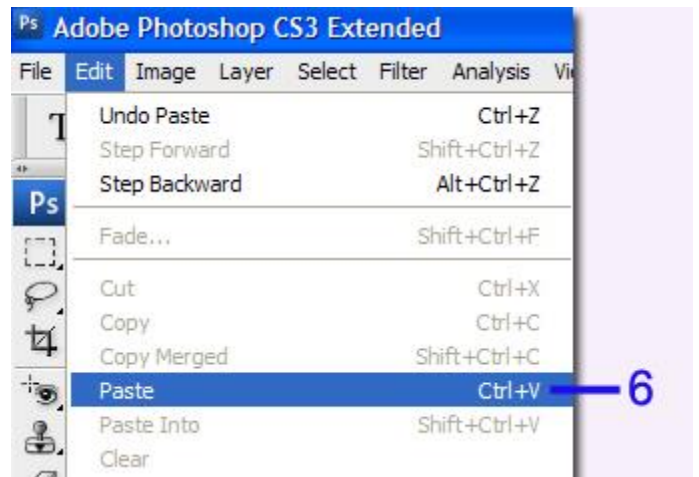 Ps Adobe Photoshop CS3 Extended
File Edit Image Layer Select Filter Analysis
T
Undo Paste Ctrl+Z
Step Forward Shift+Ctrl+Z
Step Backward Alt+Ctrl+Z
Ps
Fade... Shift+Ctrl+F
Cut Ctrl+X
Copy Ctrl+C
Copy Merged Shift+Ctrl+C
Paste Ctrl+V 6
Paste Into Shift+Ctrl+V
Clear